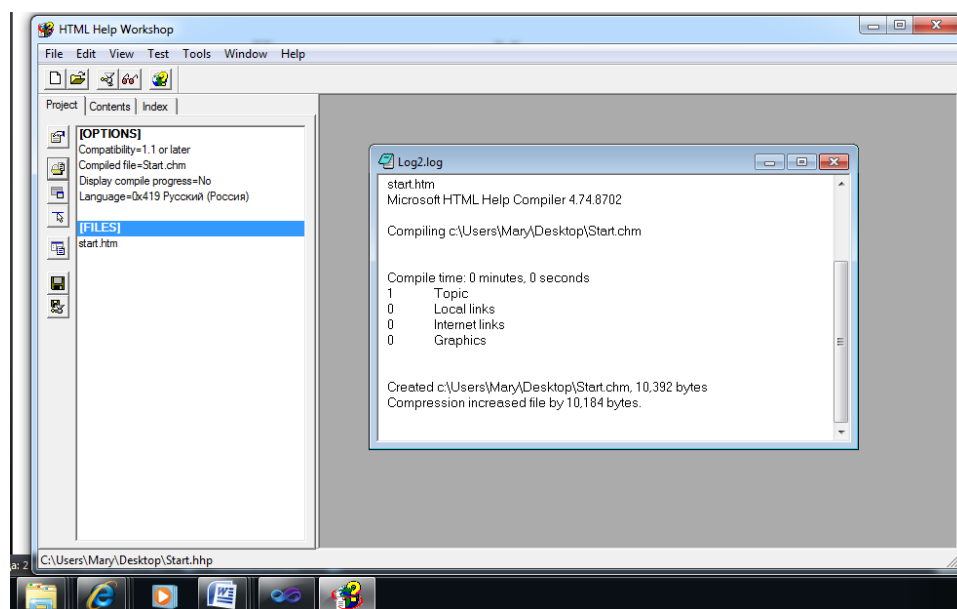 HTML Help Workshop
File Edit View Test Tools Window Help
Project Contents Index
[OPTIONS]
Compatibility=1.1 or later
Compiled file=Start.chm
Display compile progress=No
Language=0x419 Русский (Россия)
[FILES]
start.htm
Log2.log
start.htm
Microsoft HTML Help Compiler 4.74.8702
Compiling c:\Users\Mary\Desktop\Start.chm
Compile time: 0 minutes, 0 seconds
1 Topic
0 Local links
0 Internet links
0 Graphics
Created c:\Users\Mary\Desktop\Start.chm, 10,392 bytes
Compression increased file by 10,184 bytes.
C:\Users\Mary\Desktop\Start.hhp